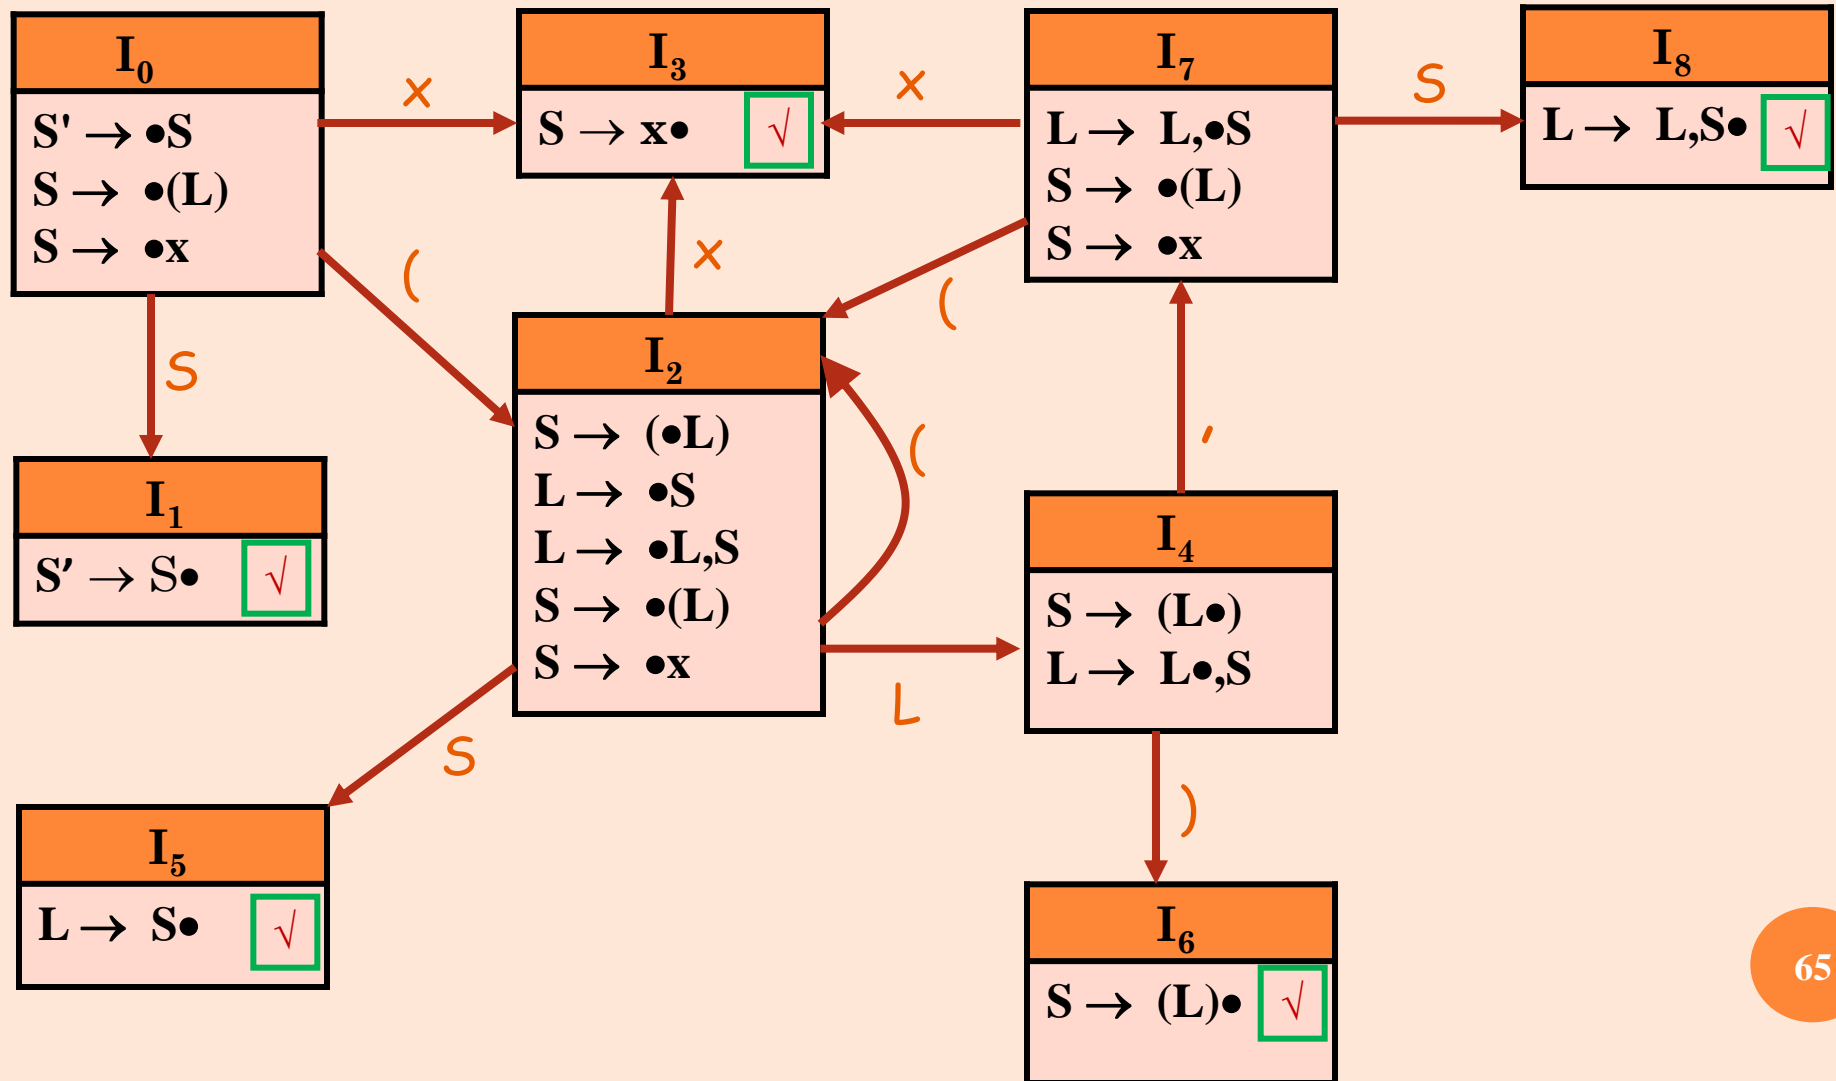 I₀
S' → •S
S → •(L)
S → •x
x
(
S
I₃
S → x• √
x
x
I₇
L → L,•S
S → •(L)
S → •x
S
(
I₈
L → L,S• √
I₁
S' → S• √
I₂
S → (•L)
L → •S
L → •L,S
S → •(L)
S → •x
(
S
L
,
I₄
S → (L•)
L → L•,S
)
I₅
L → S• √
I₆
S → (L)• √
65